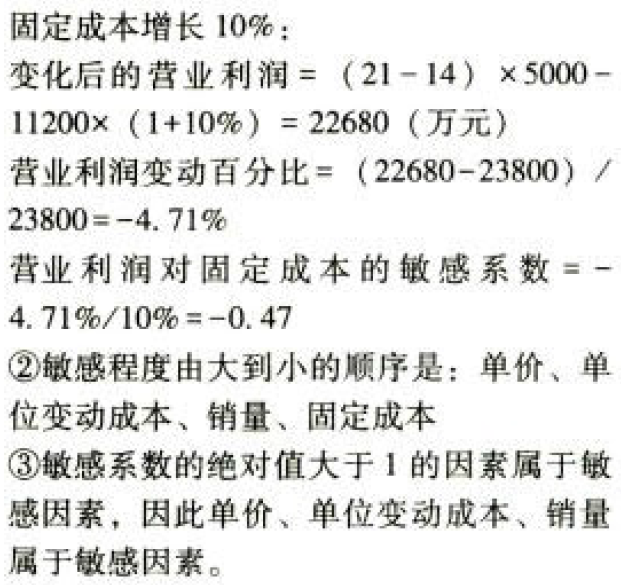 固定成本增长 10%：
变化后的营业利润 = （21-14）×5000-
11200×（1+10%）= 22680（万元）
营业利润变动百分比 =（22680-23800）/
23800=-4.71%
营业利润对固定成本的敏感系数 = -
4.71%/10%=-0.47
②敏感程度由大到小的顺序是：单价、单
位变动成本、销量、固定成本
③敏感系数的绝对值大于 1 的因素属于敏
感因素，因此单价、单位变动成本、销量
属于敏感因素。